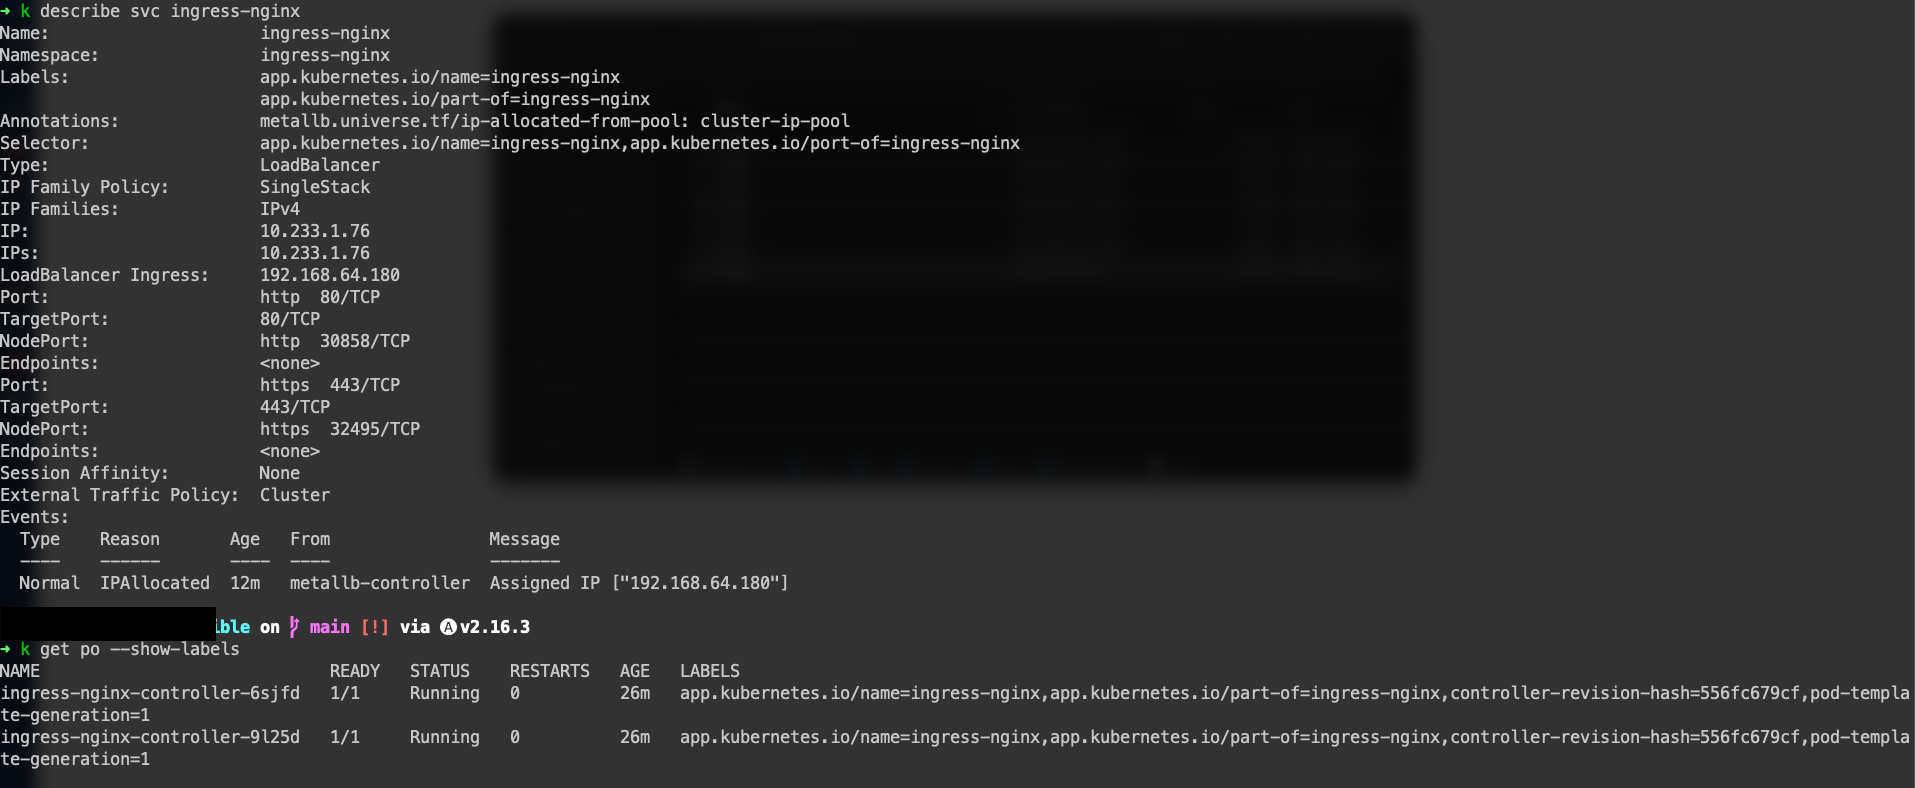 ➜ k describe svc ingress-nginx
Name:                     ingress-nginx
Namespace:                ingress-nginx
Labels:                   app.kubernetes.io/name=ingress-nginx
                          app.kubernetes.io/part-of=ingress-nginx
Annotations:              metallb.universe.tf/ip-allocated-from-pool: cluster-ip-pool
Selector:                 app.kubernetes.io/name=ingress-nginx,app.kubernetes.io/port-of=ingress-nginx
Type:                     LoadBalancer
IP Family Policy:         SingleStack
IP Families:              IPv4
IP:                       10.233.1.76
IPs:                      10.233.1.76
LoadBalancer Ingress:     192.168.64.180
Port:                     http  80/TCP
TargetPort:               80/TCP
NodePort:                 http  30858/TCP
Endpoints:                <none>
Port:                     https  443/TCP
TargetPort:               443/TCP
NodePort:                 https  32495/TCP
Endpoints:                <none>
Session Affinity:         None
External Traffic Policy:  Cluster
Events:
  Type    Reason       Age   From                Message
  ----    ------       ----  ----                -------
  Normal  IPAllocated  12m   metallb-controller  Assigned IP ["192.168.64.180"]
ible on main [!] via Ⓐ v2.16.3
➜ k get po --show-labels
NAME                             READY   STATUS    RESTARTS   AGE   LABELS
ingress-nginx-controller-6sjfd   1/1     Running   0          26m   app.kubernetes.io/name=ingress-nginx,app.kubernetes.io/part-of=ingress-nginx,controller-revision-hash=556fc679cf,pod-templa
te-generation=1
ingress-nginx-controller-9l25d   1/1     Running   0          26m   app.kubernetes.io/name=ingress-nginx,app.kubernetes.io/part-of=ingress-nginx,controller-revision-hash=556fc679cf,pod-templa
te-generation=1